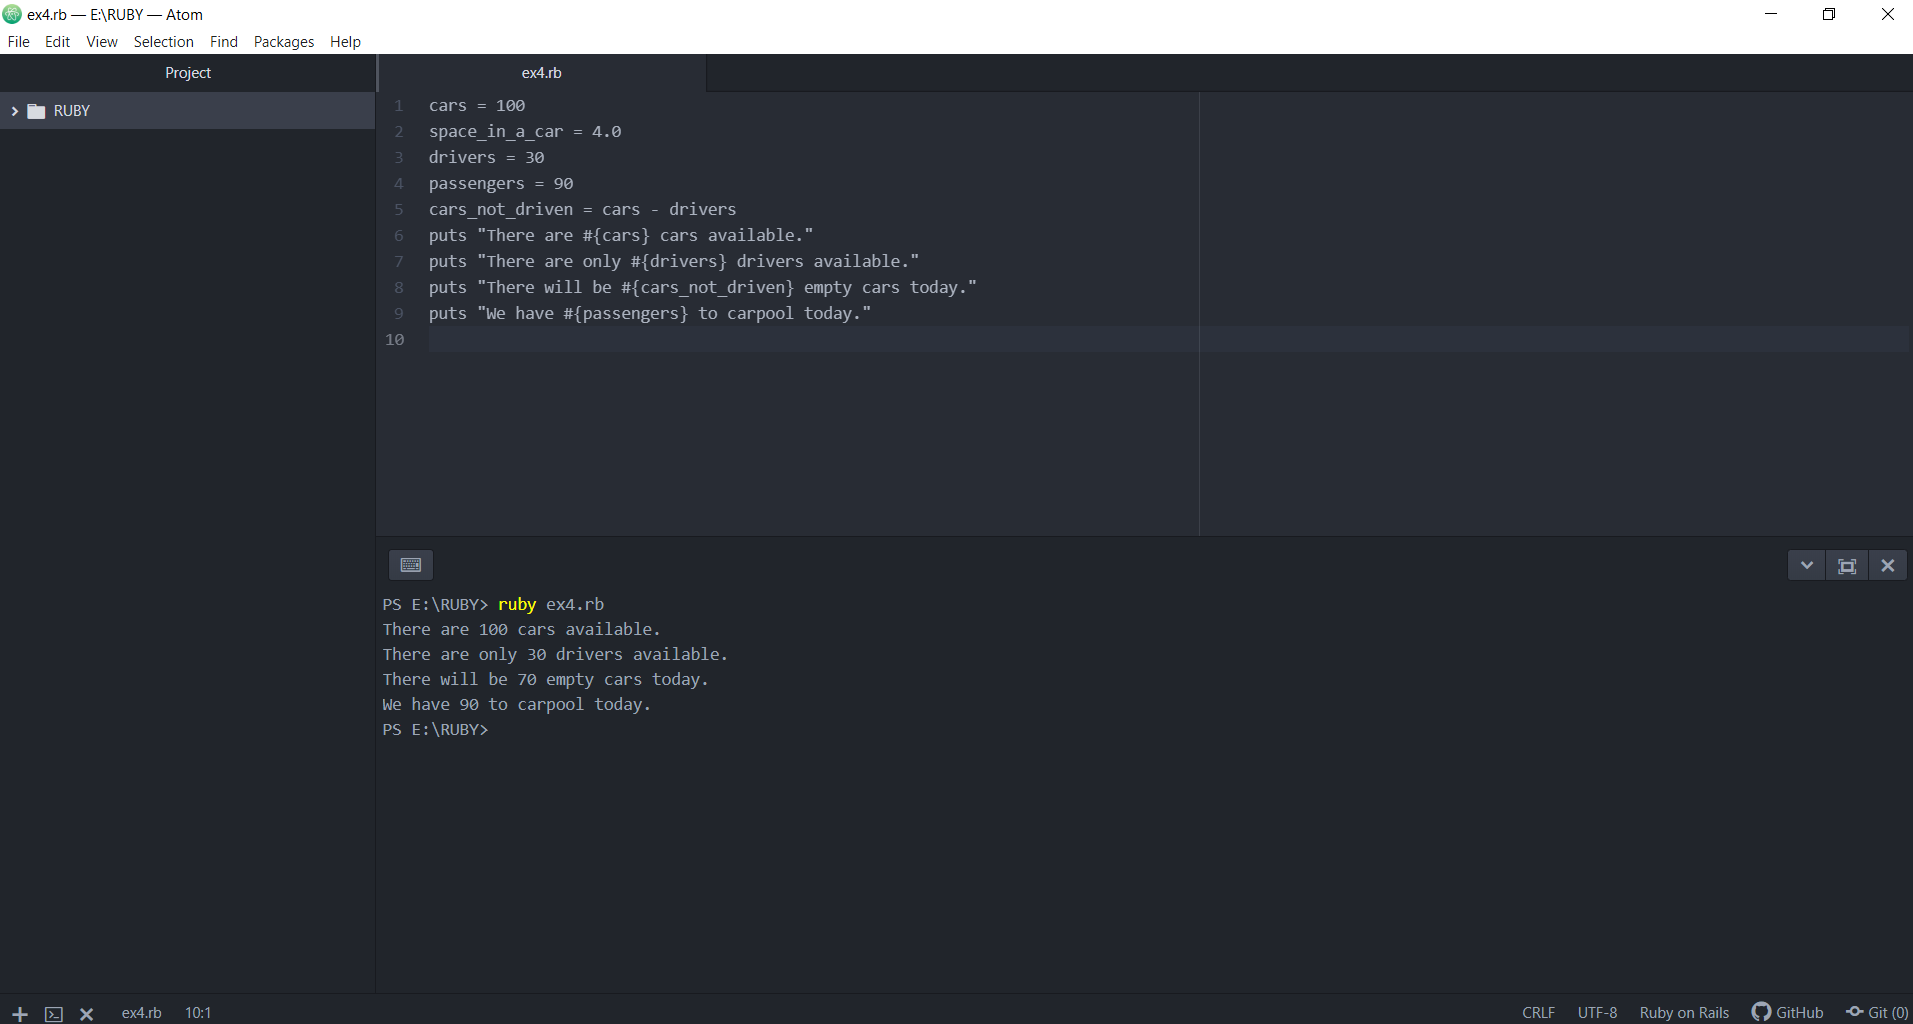 ex4.rb — E:\RUBY — Atom
File Edit View Selection Find Packages Help
Project
ex4.rb
RUBY
1 cars = 100
2 space_in_a_car = 4.0
3 drivers = 30
4 passengers = 90
5 cars_not_driven = cars - drivers
6 puts "There are #{cars} cars available."
7 puts "There are only #{drivers} drivers available."
8 puts "There will be #{cars_not_driven} empty cars today."
9 puts "We have #{passengers} to carpool today."
10
PS E:\RUBY> ruby ex4.rb
There are 100 cars available.
There are only 30 drivers available.
There will be 70 empty cars today.
We have 90 to carpool today.
PS E:\RUBY>
ex4.rb 10:1 CRLF UTF-8 Ruby on Rails GitHub Git (0)